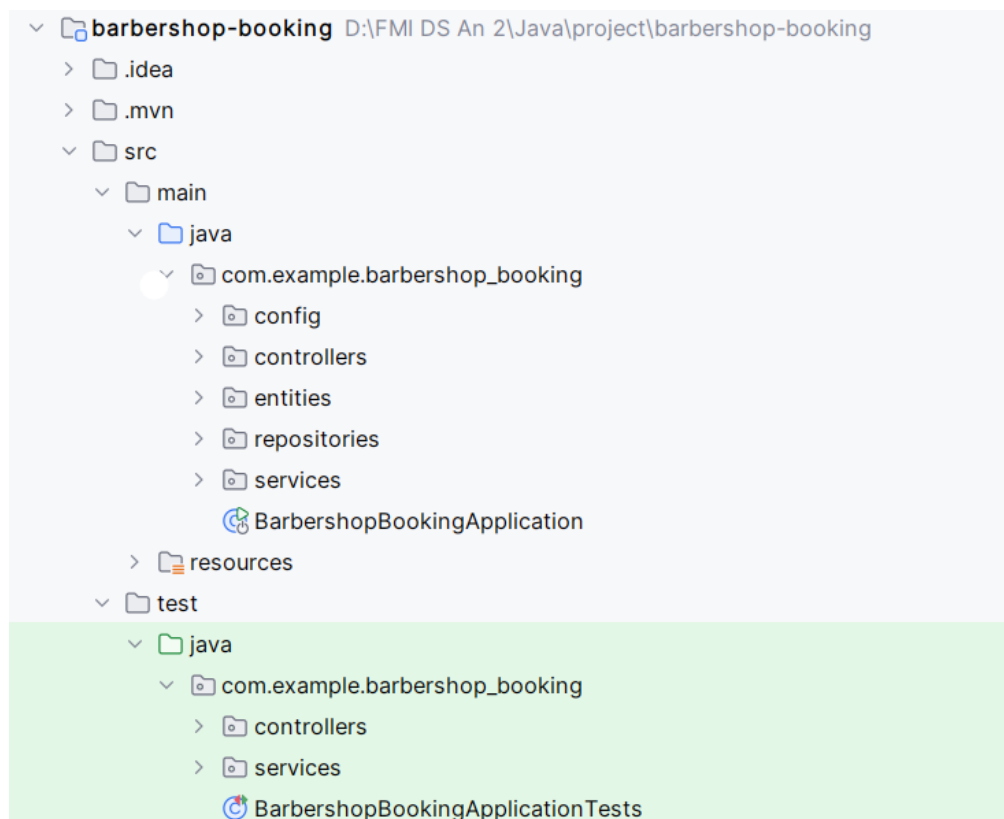 barbershop-booking D:\FMI DS An 2\Java\project\barbershop-booking
.idea
.mvn
src
main
java
com.example.barbershop_booking
config
controllers
entities
repositories
services
BarbershopBookingApplication
resources
test
java
com.example.barbershop_booking
controllers
services
BarbershopBookingApplicationTests